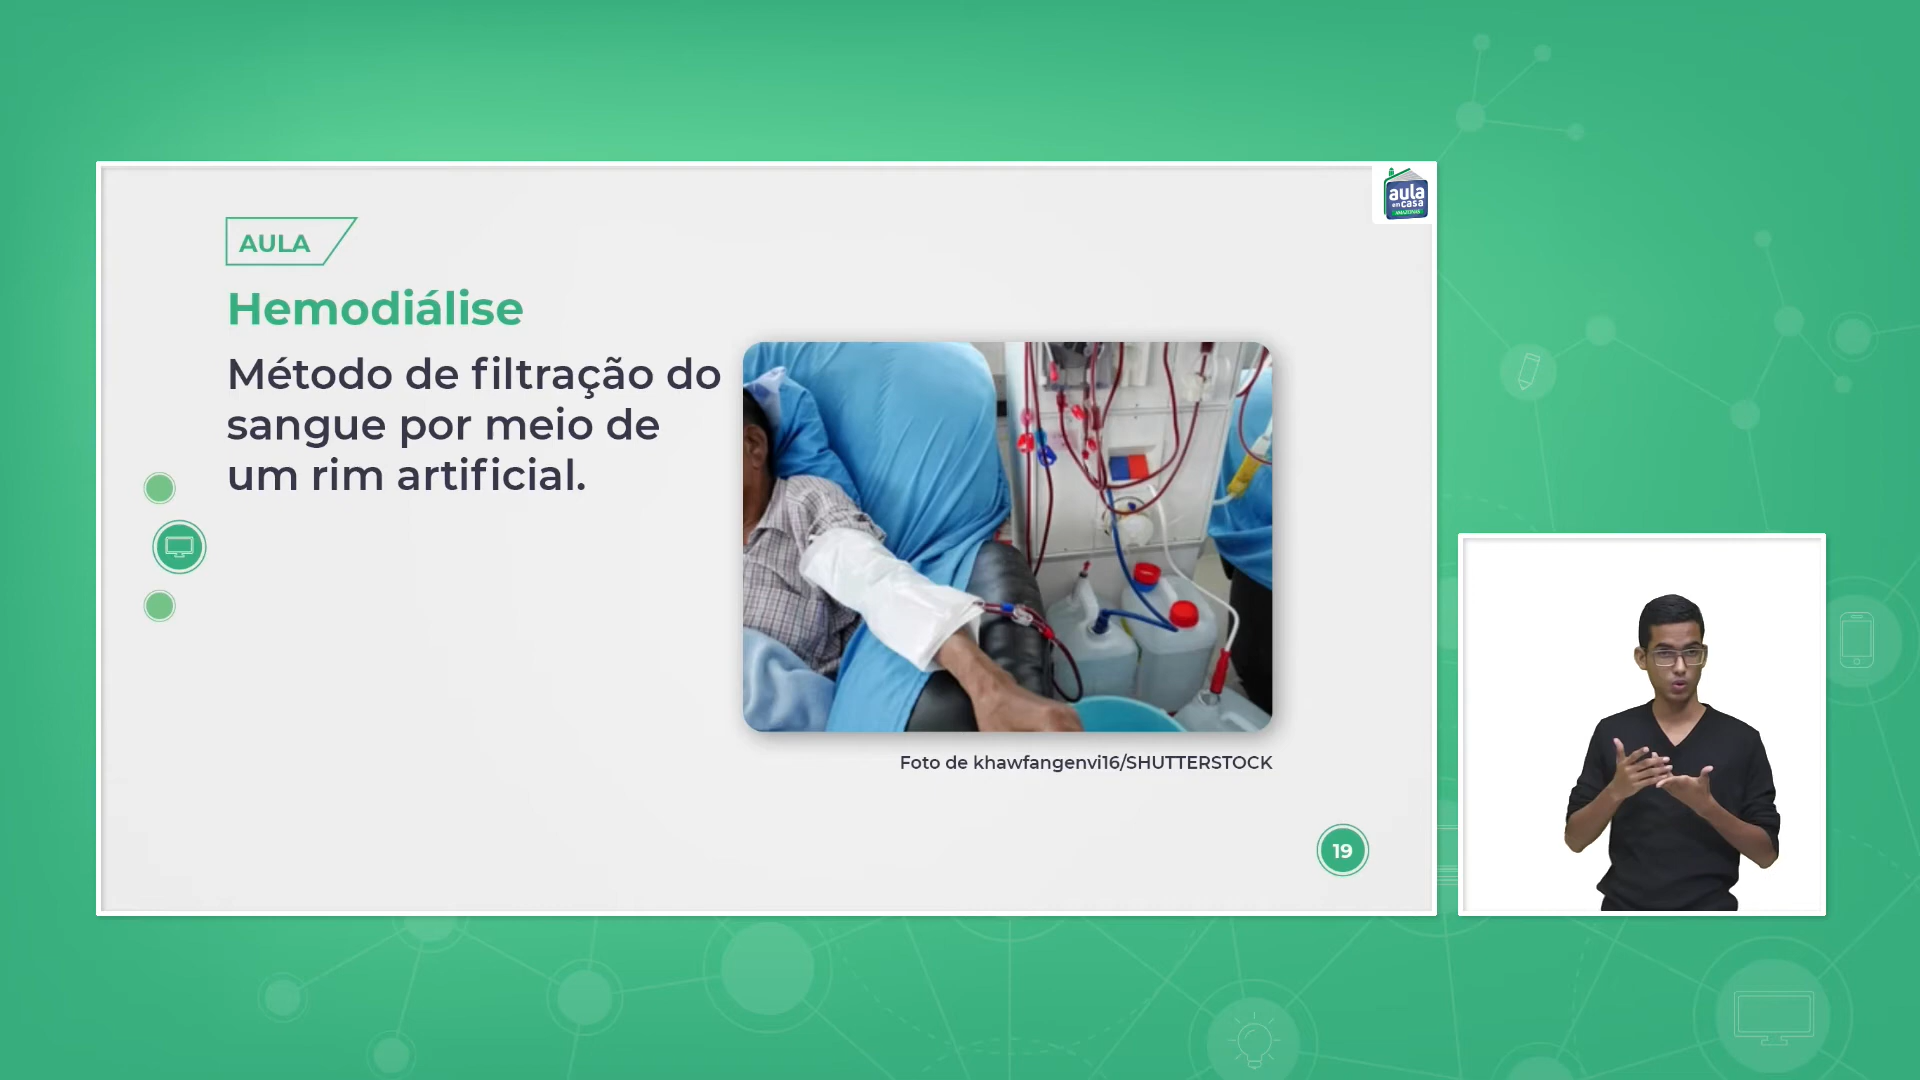 aula
em casa
AMAZONAS
AULA
Hemodiálise
Método de filtração do
sangue por meio de
um rim artificial.
Foto de khawfangenvi16/SHUTTERSTOCK
19